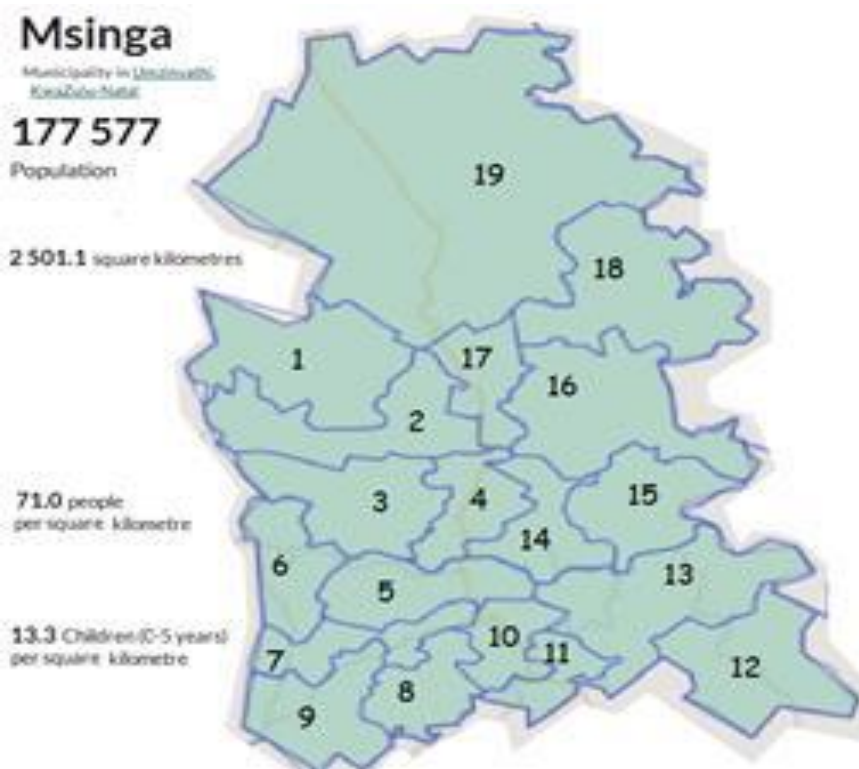 Msinga
Municipality in Umzinyathi,
KwaZulu-Natal
177 577
Population
2 501.1 square kilometres
71.0 people
per square kilometre
13.3 Children (0-5 years)
per square kilometre
19
18
1
17
16
2
3
4
15
14
6
5
13
10
11
7
12
8
9